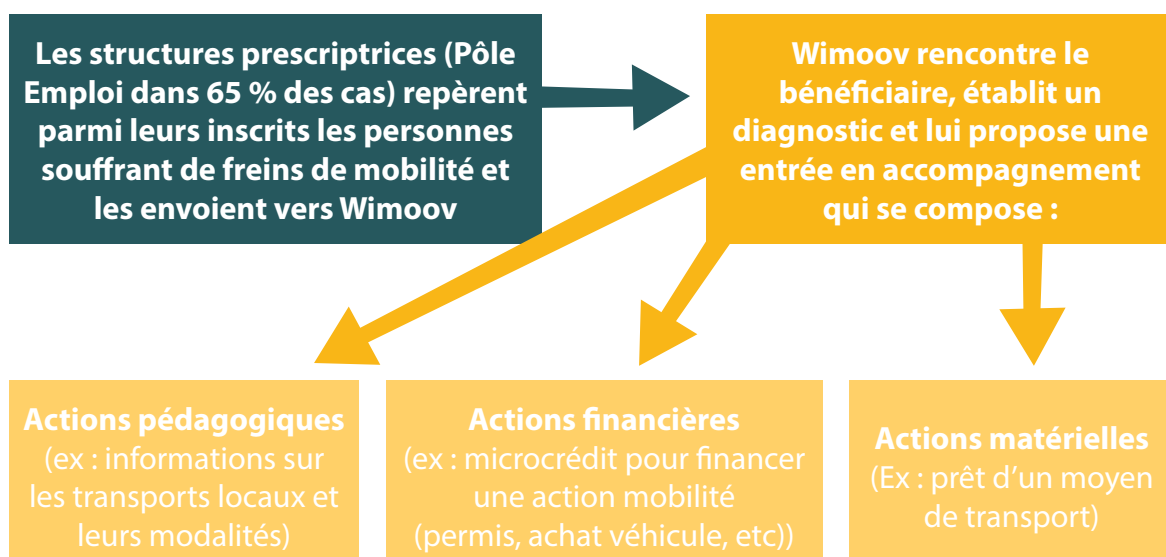 Les structures prescriptrices (Pôle
Emploi dans 65 % des cas) repèrent
parmi leurs inscrits les personnes
souffrant de freins de mobilité et
les envoient vers Wimoov
Wimoov rencontre le
bénéficiaire, établit un
diagnostic et lui propose une
entrée en accompagnement
qui se compose :
Actions pédagogiques
(ex : informations sur
les transports locaux et
leurs modalités)
Actions financières
(ex : microcrédit pour financer
une action mobilité
(permis, achat véhicule, etc))
Actions matérielles
(Ex : prêt d’un moyen
de transport)